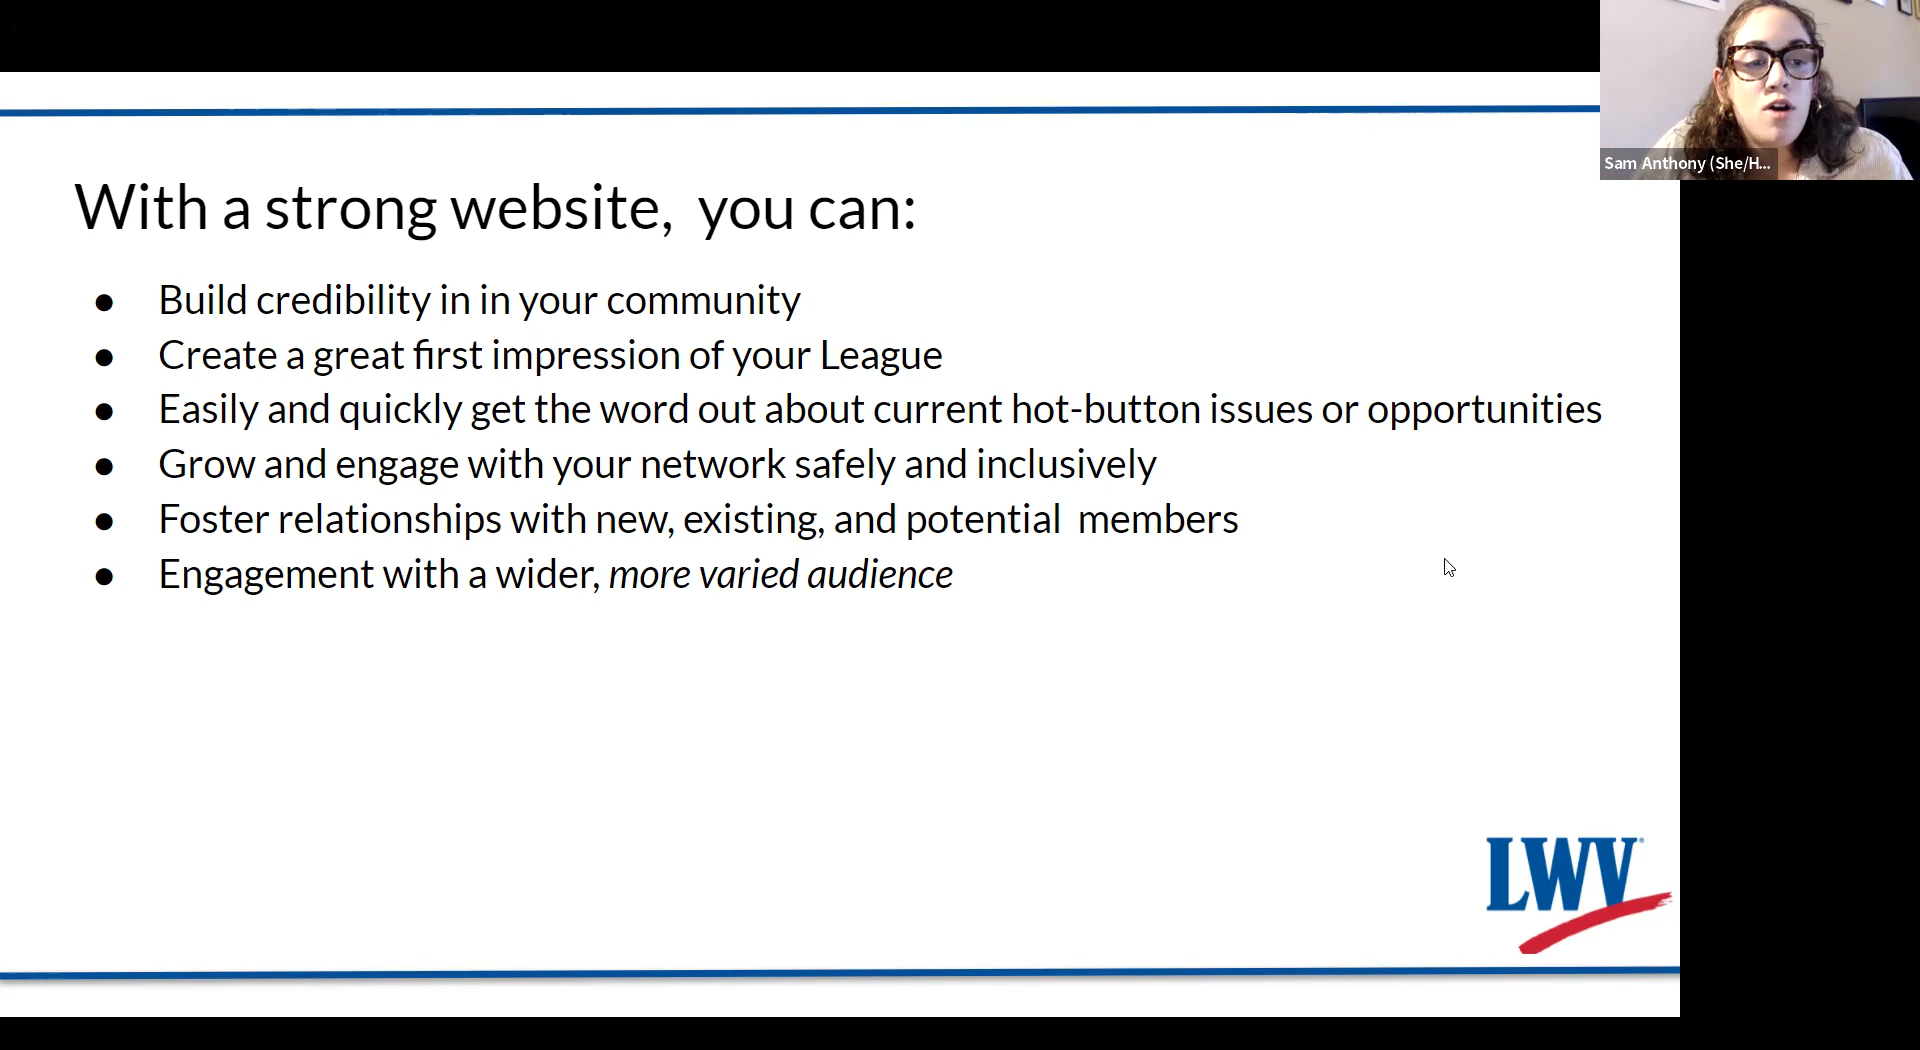 Sam Anthony (She/H...
With a strong website,  you can:
● Build credibility in in your community
● Create a great first impression of your League
● Easily and quickly get the word out about current hot-button issues or opportunities
● Grow and engage with your network safely and inclusively
● Foster relationships with new, existing, and potential  members
● Engagement with a wider, more varied audience
LWV